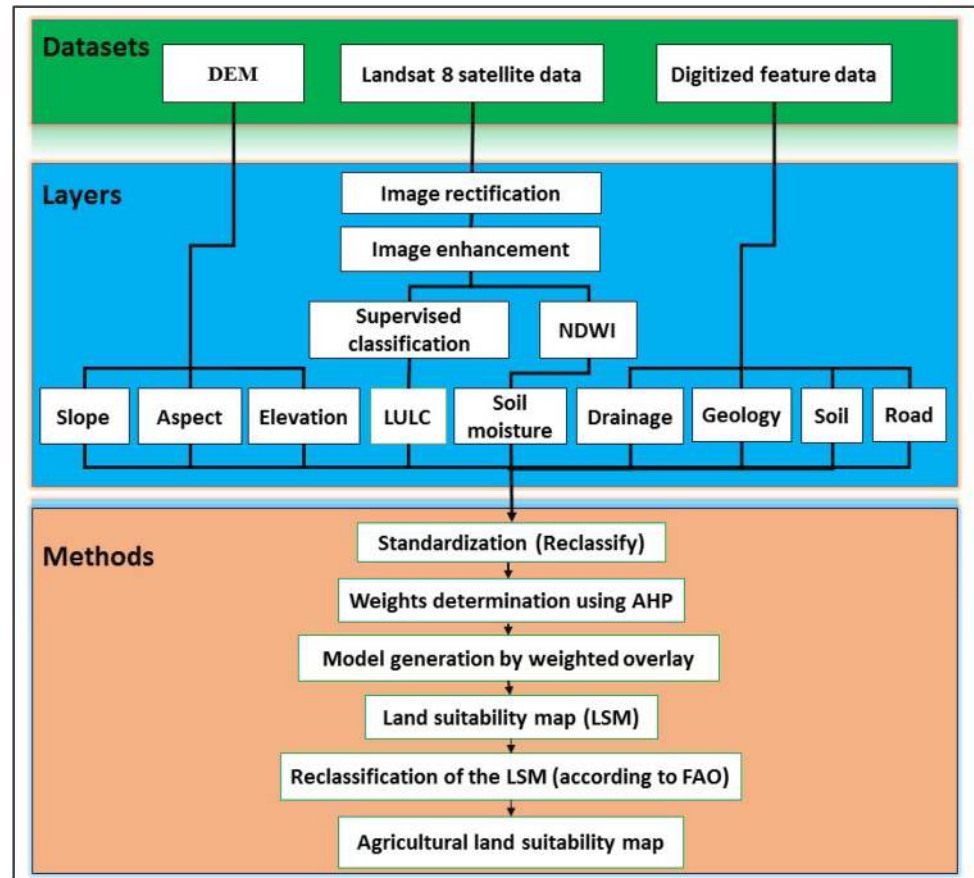 Datasets
DEM
Landsat 8 satellite data
Digitized feature data
Layers
Image rectification
Image enhancement
Supervised
classification
NDWI
Slope
Aspect
Elevation
LULC
Soil
moisture
Drainage
Geology
Soil
Road
Methods
Standardization (Reclassify)
Weights determination using AHP
Model generation by weighted overlay
Land suitability map (LSM)
Reclassification of the LSM (according to FAO)
Agricultural land suitability map